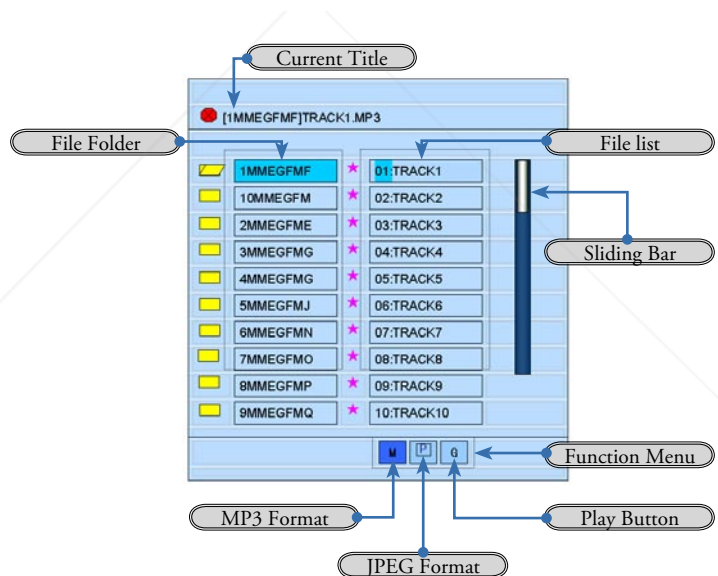 Current Title
[1MMEGFMF]TRACK1.MP3
File Folder
File list
1MMEGFMF
01:TRACK1
10MMEGFM
02:TRACK2
2MMEGFME
03:TRACK3
3MMEGFMG
04:TRACK4
Sliding Bar
4MMEGFMG
05:TRACK5
5MMEGFMJ
06:TRACK6
6MMEGFMN
07:TRACK7
7MMEGFMO
08:TRACK8
8MMEGFMP
09:TRACK9
9MMEGFMQ
10:TRACK10
M P G
Function Menu
MP3 Format
Play Button
JPEG Format